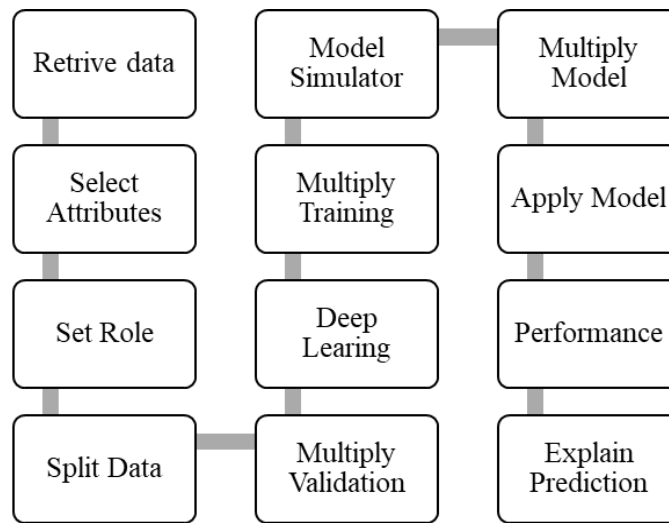 Retrive data
Select
Attributes
Set Role
Split Data
Multiply
Validation
Deep
Learing
Multiply
Training
Model
Simulator
Multiply
Model
Apply Model
Performance
Explain
Prediction